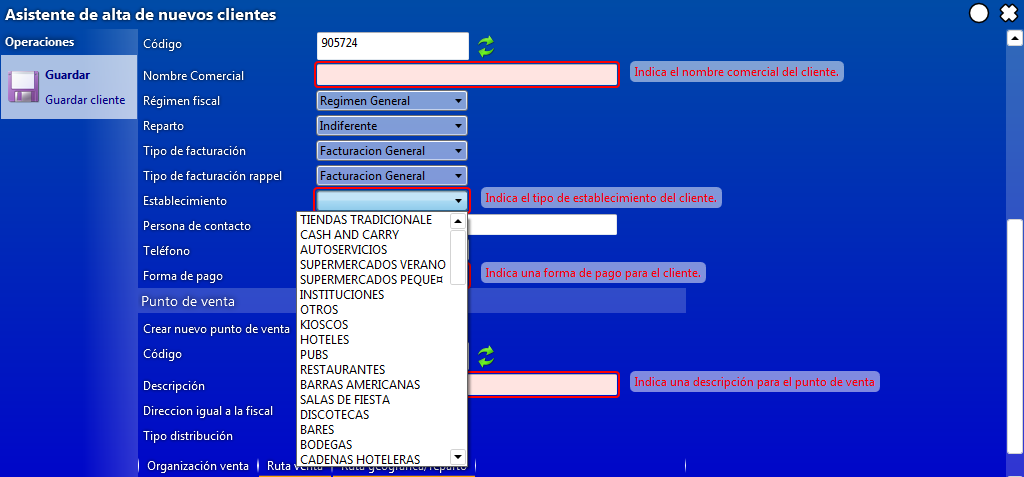 Asistente de alta de nuevos clientes
Operaciones
Guardar
Guardar cliente
Código 905724
Nombre Comercial Indica el nombre comercial del cliente.
Régimen fiscal Regimen General
Reparto Indiferente
Tipo de facturación Facturacion General
Tipo de facturación rappel Facturacion General
Establecimiento Indica el tipo de establecimiento del cliente.
Persona de contacto
Teléfono
Forma de pago Indica una forma de pago para el cliente.
TIENDAS TRADICIONALE
CASH AND CARRY
AUTOSERVICIOS
SUPERMERCADOS VERANO
SUPERMERCADOS PEQUE¤
INSTITUCIONES
OTROS
KIOSCOS
HOTELES
PUBS
RESTAURANTES
BARRAS AMERICANAS
SALAS DE FIESTA
DISCOTECAS
BARES
BODEGAS
CADENAS HOTELERAS
Punto de venta
Crear nuevo punto de venta
Código
Descripción Indica una descripción para el punto de venta
Direccion igual a la fiscal
Tipo distribución
Organización venta Ruta venta Ruta geográfica/reparto